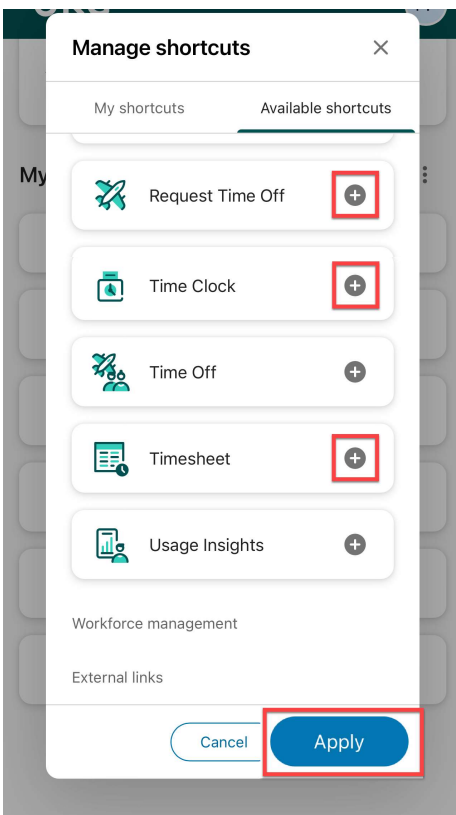 Manage shortcuts
My shortcuts
Available shortcuts
My
Request Time Off
Time Clock
Time Off
Timesheet
Usage Insights
Workforce management
External links
Cancel
Apply